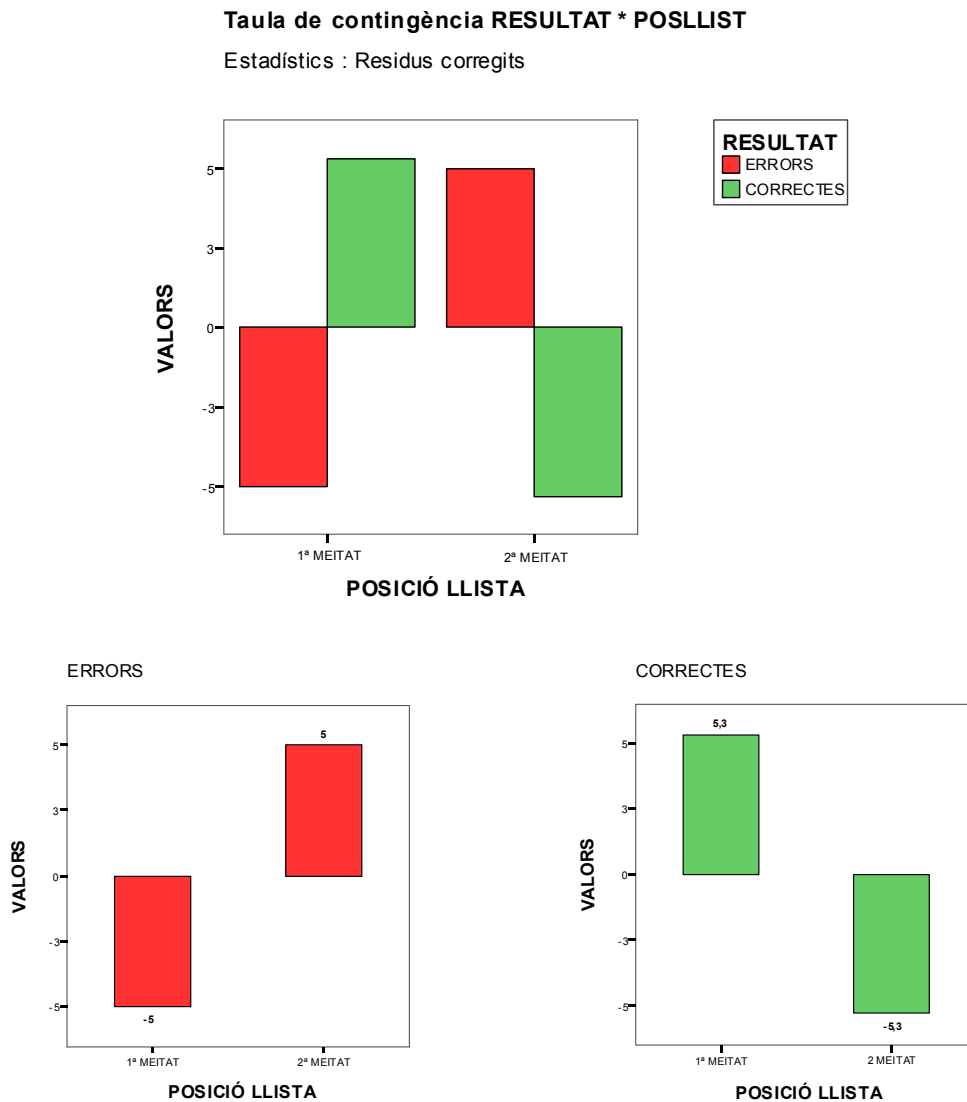 Taula de contingència RESULTAT * POSLLIST
Estadístics : Residus corregits
RESULTAT
ERRORS
CORRECTES
VALORS
5
3
0
-3
-5
1ª MEITAT
2ª MEITAT
POSICIÓ LLISTA
ERRORS
VALORS
5
3
0
-3
-5
5
-5
1ª MEITAT
2ª MEITAT
POSICIÓ LLISTA
CORRECTES
VALORS
5
3
0
-3
-5
5,3
-5,3
1ª MEITAT
2 MEITAT
POSICIÓ LLISTA